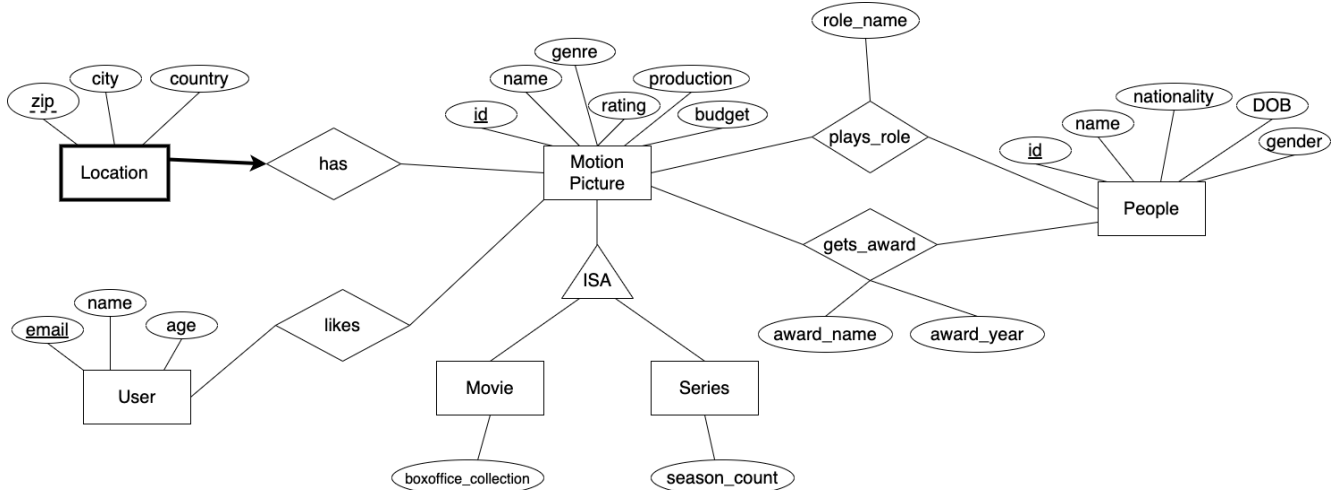 role_name
genre
city
country
name
production
nationality
DOB
zip
rating
id
budget
name
gender
id
plays_role
Location
has
Motion
Picture
People
gets_award
ISA
name
email
age
likes
award_name
award_year
User
Movie
Series
boxoffice_collection
season_count